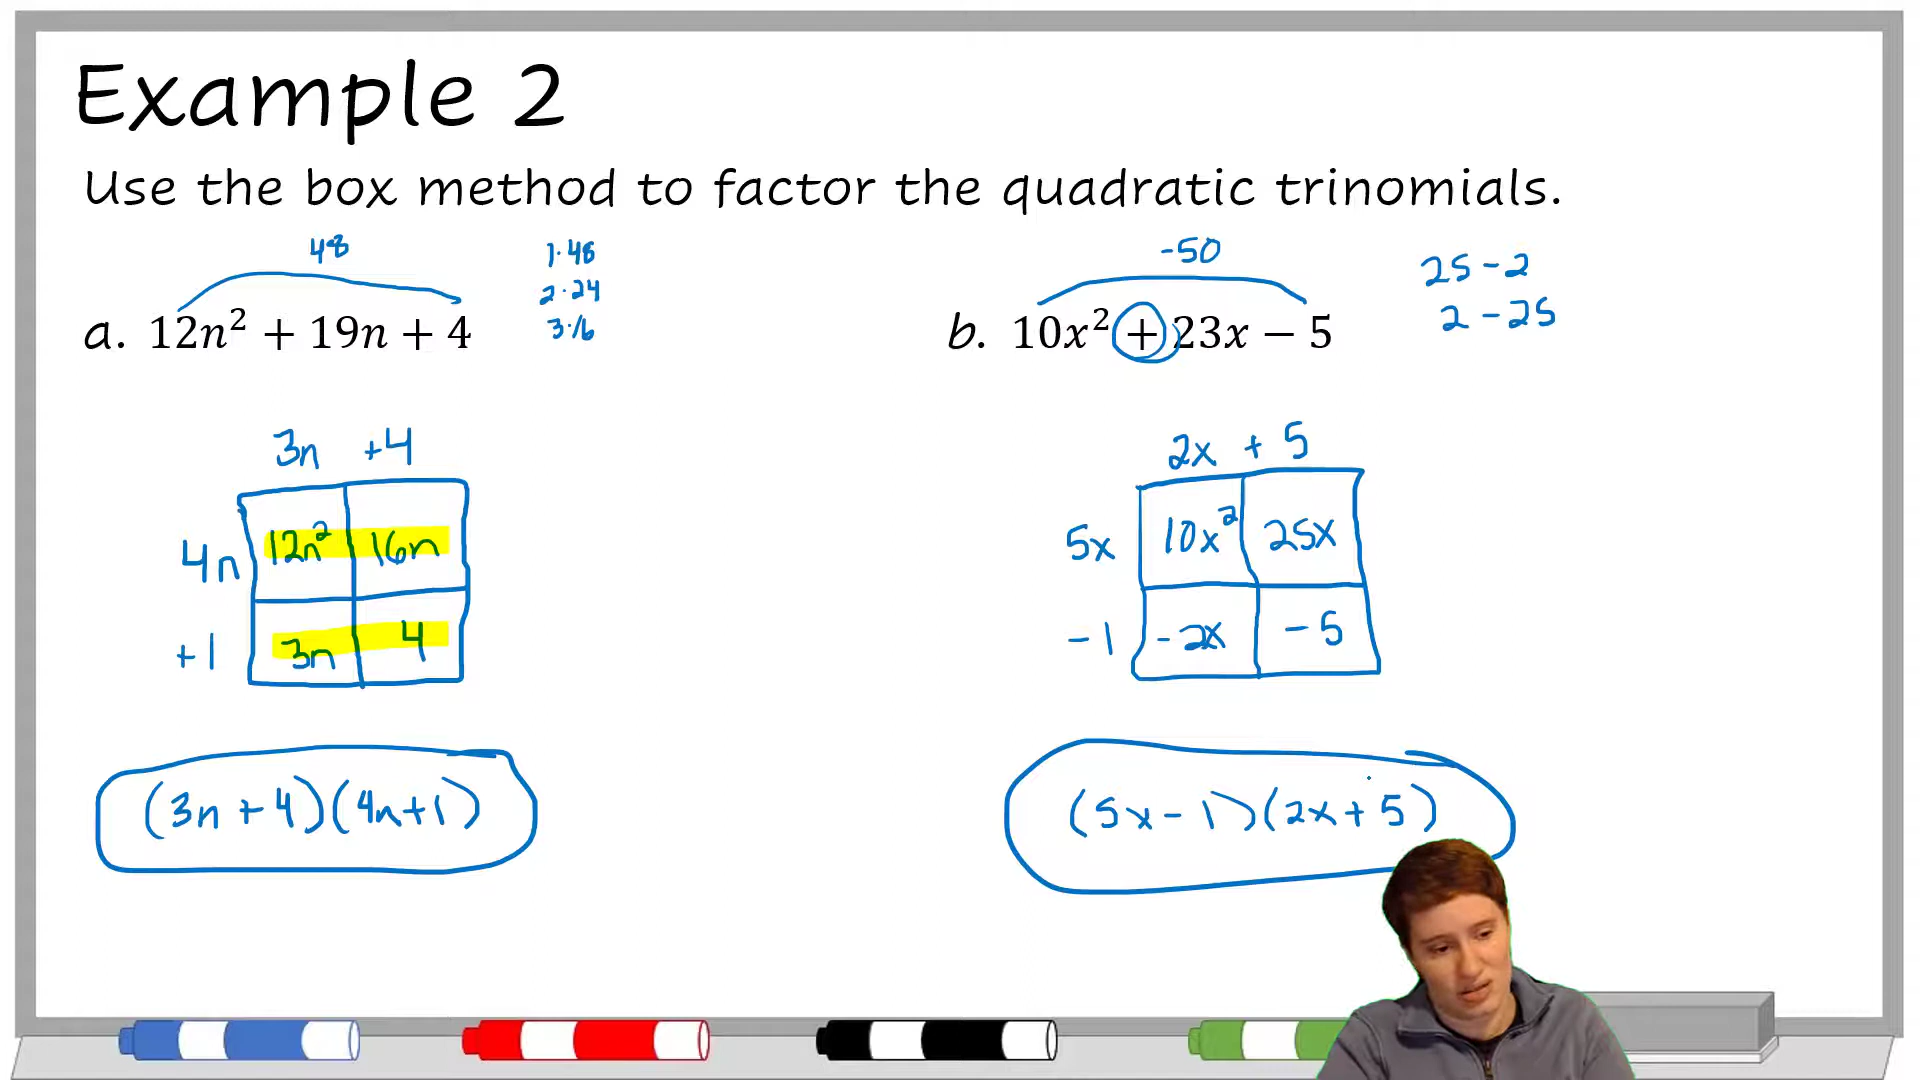 Example 2
Use the box method to factor the quadratic trinomials.
48
a. 12n² + 19n + 4
1·48
2·24
3·16
3n +4
4n 12n² 16n
+1 3n 4
(3n + 4)(4n+1)
-50
b. 10x² + 23x − 5
25 -2
2 -25
2x + 5
5x 10x² 25x
-1 -2x -5
(5x - 1)(2x + 5)